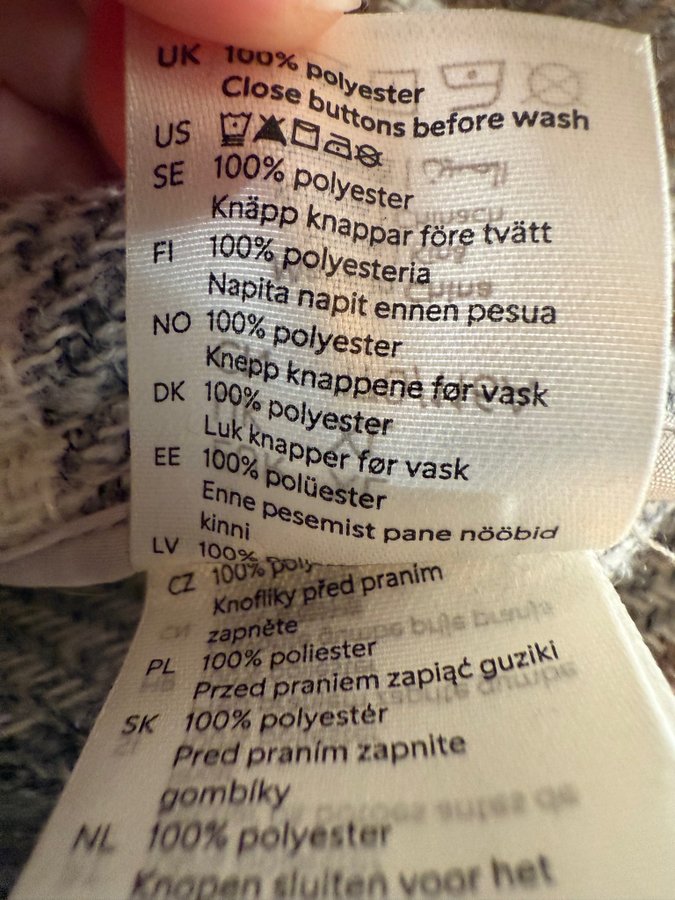 UK 100% polyester
Close buttons before wash
US
SE 100% polyester
Knäpp knappar före tvätt
FI 100% polyesteria
Napita napit ennen pesua
NO 100% polyester
Knepp knappene før vask
DK 100% polyester
Luk knapper før vask
EE 100% polüester
Enne pesemist pane nööbid
kinni
LV 100% poly
CZ 100%
Knoflíky před praním
zapněte
PL 100% poliester
Przed praniem zapiąć guziki
SK 100% polyestér
Pred praním zapnite
gombíky
NL 100% polyester
Knopen sluiten voor het